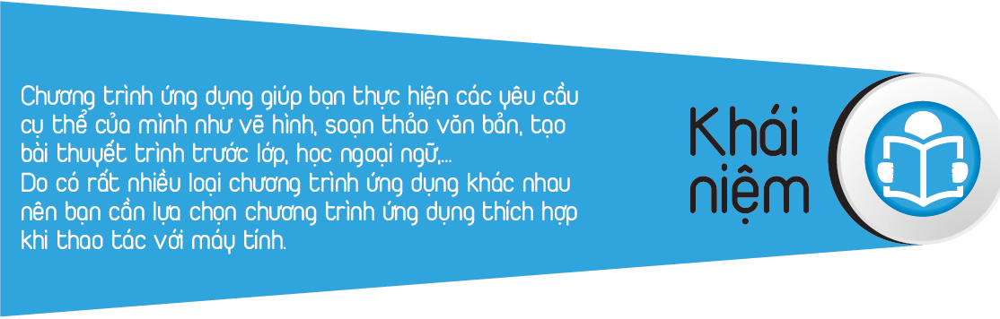 Chương trình ứng dụng giúp bạn thực hiện các yêu cầu
cụ thể của mình như vẽ hình, soạn thảo văn bản, tạo
bài thuyết trình trước lớp, học ngoại ngữ,...
Do có rất nhiều loại chương trình ứng dụng khác nhau
nên bạn cần lựa chọn chương trình ứng dụng thích hợp
khi thao tác với máy tính.
Khái
niệm